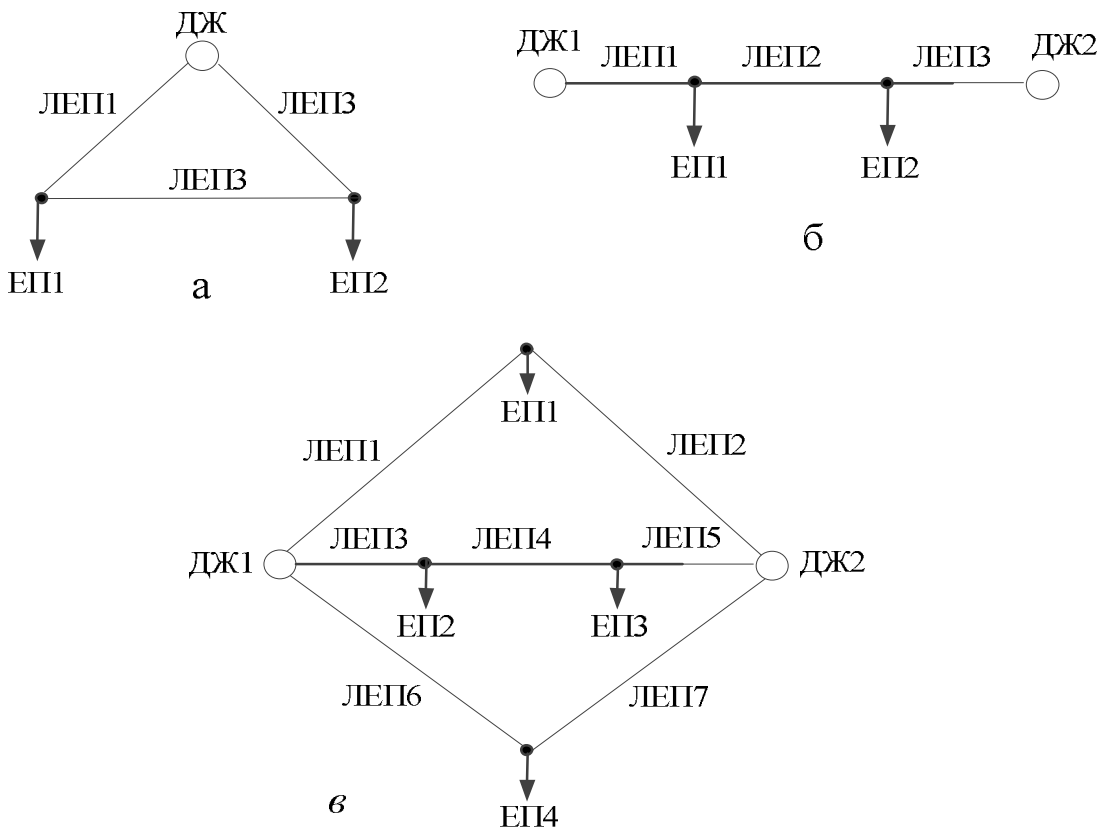 ДЖ
ЛЕП1
ЛЕП3
ЛЕП3
ЕП1
ЕП2
а
ДЖ1
ЛЕП1
ЛЕП2
ЛЕП3
ДЖ2
ЕП1
ЕП2
б
ЕП1
ЛЕП1
ЛЕП2
ДЖ1
ЛЕП3
ЛЕП4
ЛЕП5
ДЖ2
ЕП2
ЕП3
ЛЕП6
ЛЕП7
ЕП4
в